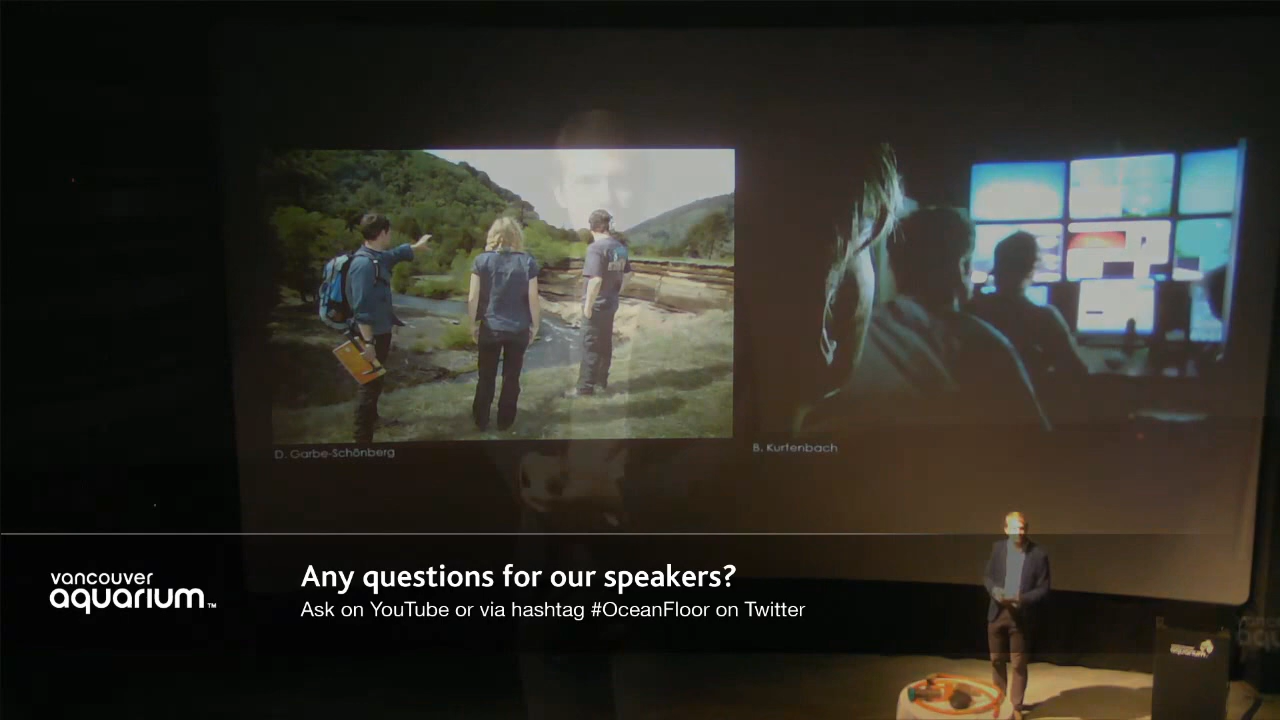 D. Garbe-Schönberg
B. Kurtenbach
vancouver
aquarium™
Any questions for our speakers?
Ask on YouTube or via hashtag #OceanFloor on Twitter
aquarium